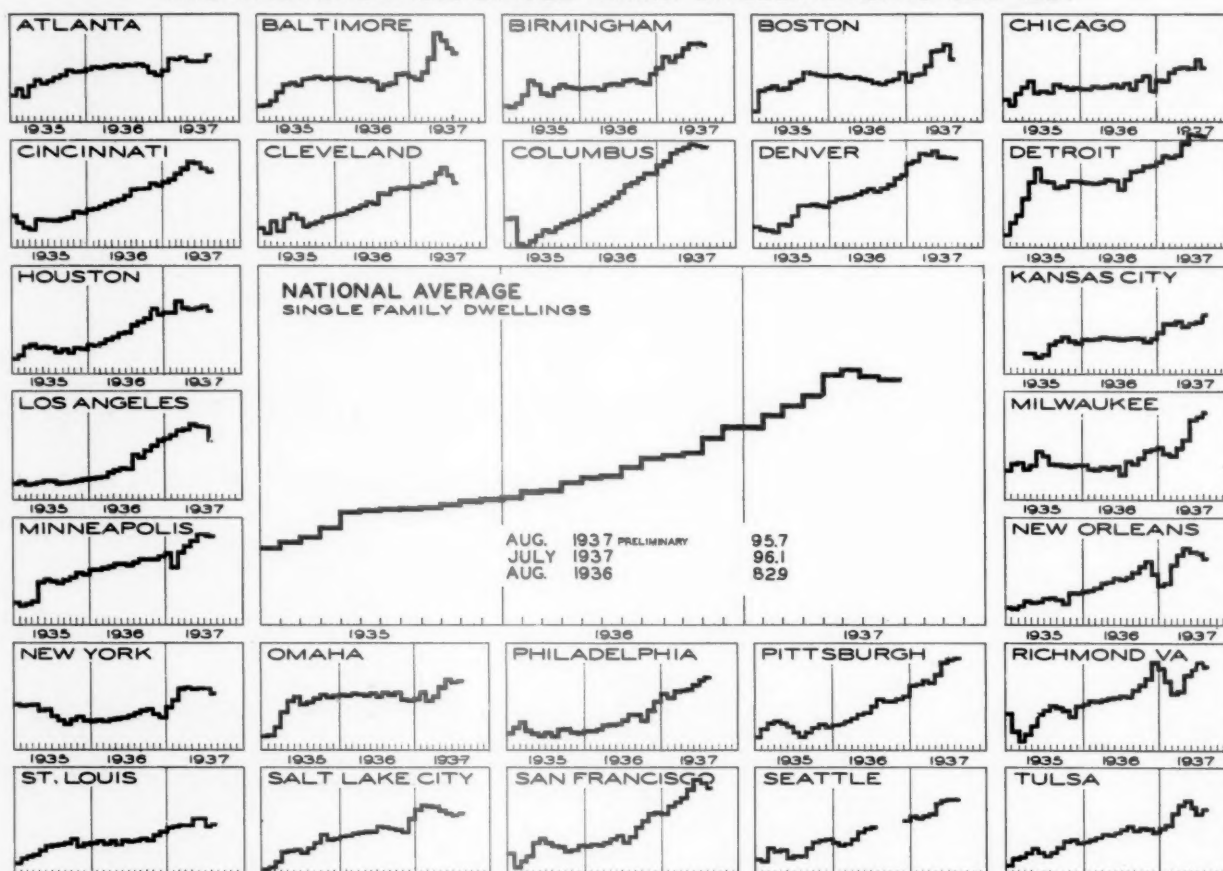 ATLANTA
BALTIMORE
BIRMINGHAM
BOSTON
CHICAGO
1935 1936 1937
1935 1936 1937
1935 1936 1937
1935 1936 1937
1935 1936 1937
CINCINNATI
CLEVELAND
COLUMBUS
DENVER
DETROIT
1935 1936 1937
1935 1936 1937
1935 1936 1937
1935 1936 1937
1935 1936 1937
HOUSTON
1935 1936 1937
NATIONAL AVERAGE
SINGLE FAMILY DWELLINGS
KANSAS CITY
1935 1936 1937
LOS ANGELES
1935 1936 1937
MILWAUKEE
1935 1936 1937
MINNEAPOLIS
1935 1936 1937
AUG. 1937 PRELIMINARY 95.7
JULY 1937 96.1
AUG. 1936 82.9
1935 1936 1937
NEW ORLEANS
1935 1936 1937
NEW YORK
OMAHA
PHILADELPHIA
PITTSBURGH
RICHMOND VA
1935 1936 1937
1935 1936 1937
1935 1936 1937
1935 1936 1937
1935 1936 1937
ST. LOUIS
SALT LAKE CITY
SAN FRANCISCO
SEATTLE
TULSA